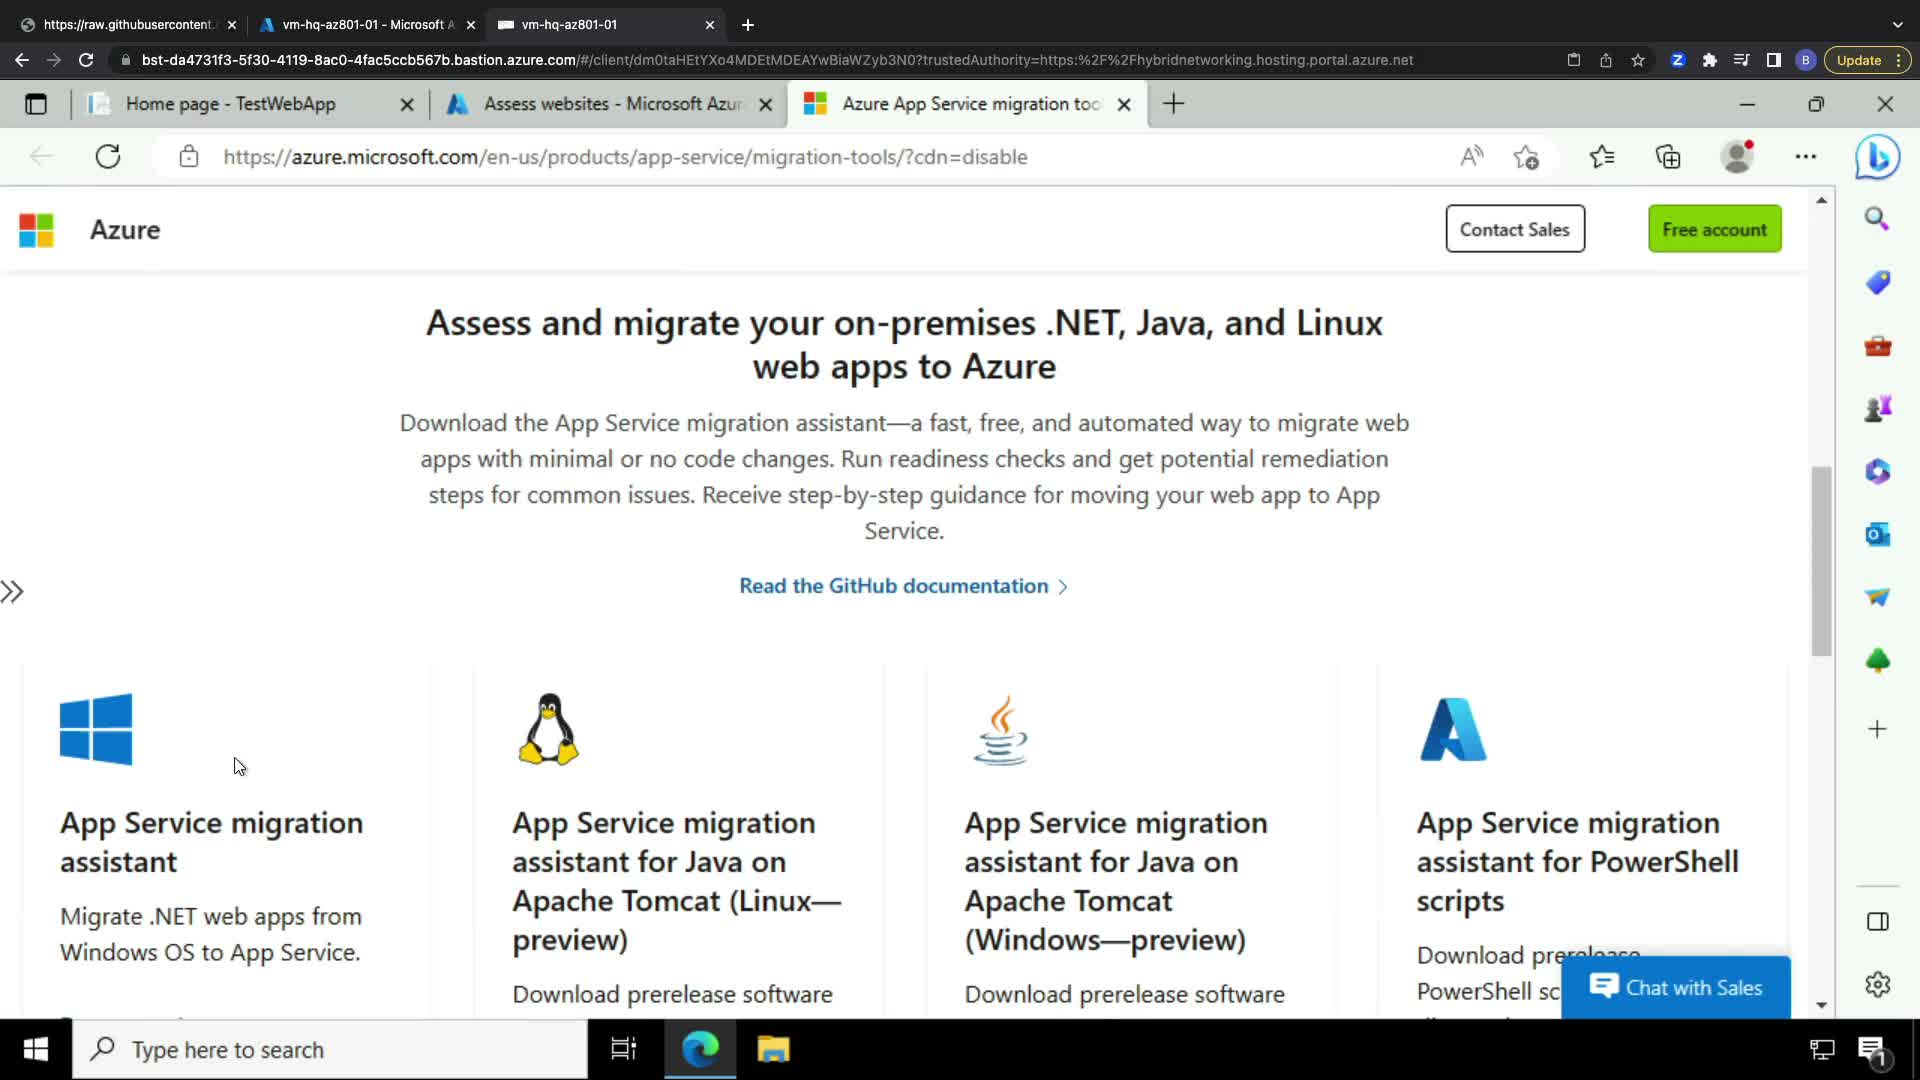 https://raw.githubusercontent.
vm-hq-az801-01 - Microsoft A
vm-hq-az801-01
bst-da4731f3-5f30-4119-8ac0-4fac5ccb567b.bastion.azure.com/#/client/dm0taHEtYXo4MDEtMDEAYwBiaWZyb3N0?trustedAuthority=https:%2F%2Fhybridnetworking.hosting.portal.azure.net
B
Update
Home page - TestWebApp
Assess websites - Microsoft Azur
Azure App Service migration too
https://azure.microsoft.com/en-us/products/app-service/migration-tools/?cdn=disable
Azure
Contact Sales
Free account
Assess and migrate your on-premises .NET, Java, and Linux
web apps to Azure
Download the App Service migration assistant—a fast, free, and automated way to migrate web
apps with minimal or no code changes. Run readiness checks and get potential remediation
steps for common issues. Receive step-by-step guidance for moving your web app to App
Service.
Read the GitHub documentation
App Service migration
assistant
Migrate .NET web apps from
Windows OS to App Service.
App Service migration
assistant for Java on
Apache Tomcat (Linux—
preview)
Download prerelease software
App Service migration
assistant for Java on
Apache Tomcat
(Windows—preview)
Download prerelease software
App Service migration
assistant for PowerShell
scripts
Download prerelease
PowerShell sc
Chat with Sales
Type here to search
1